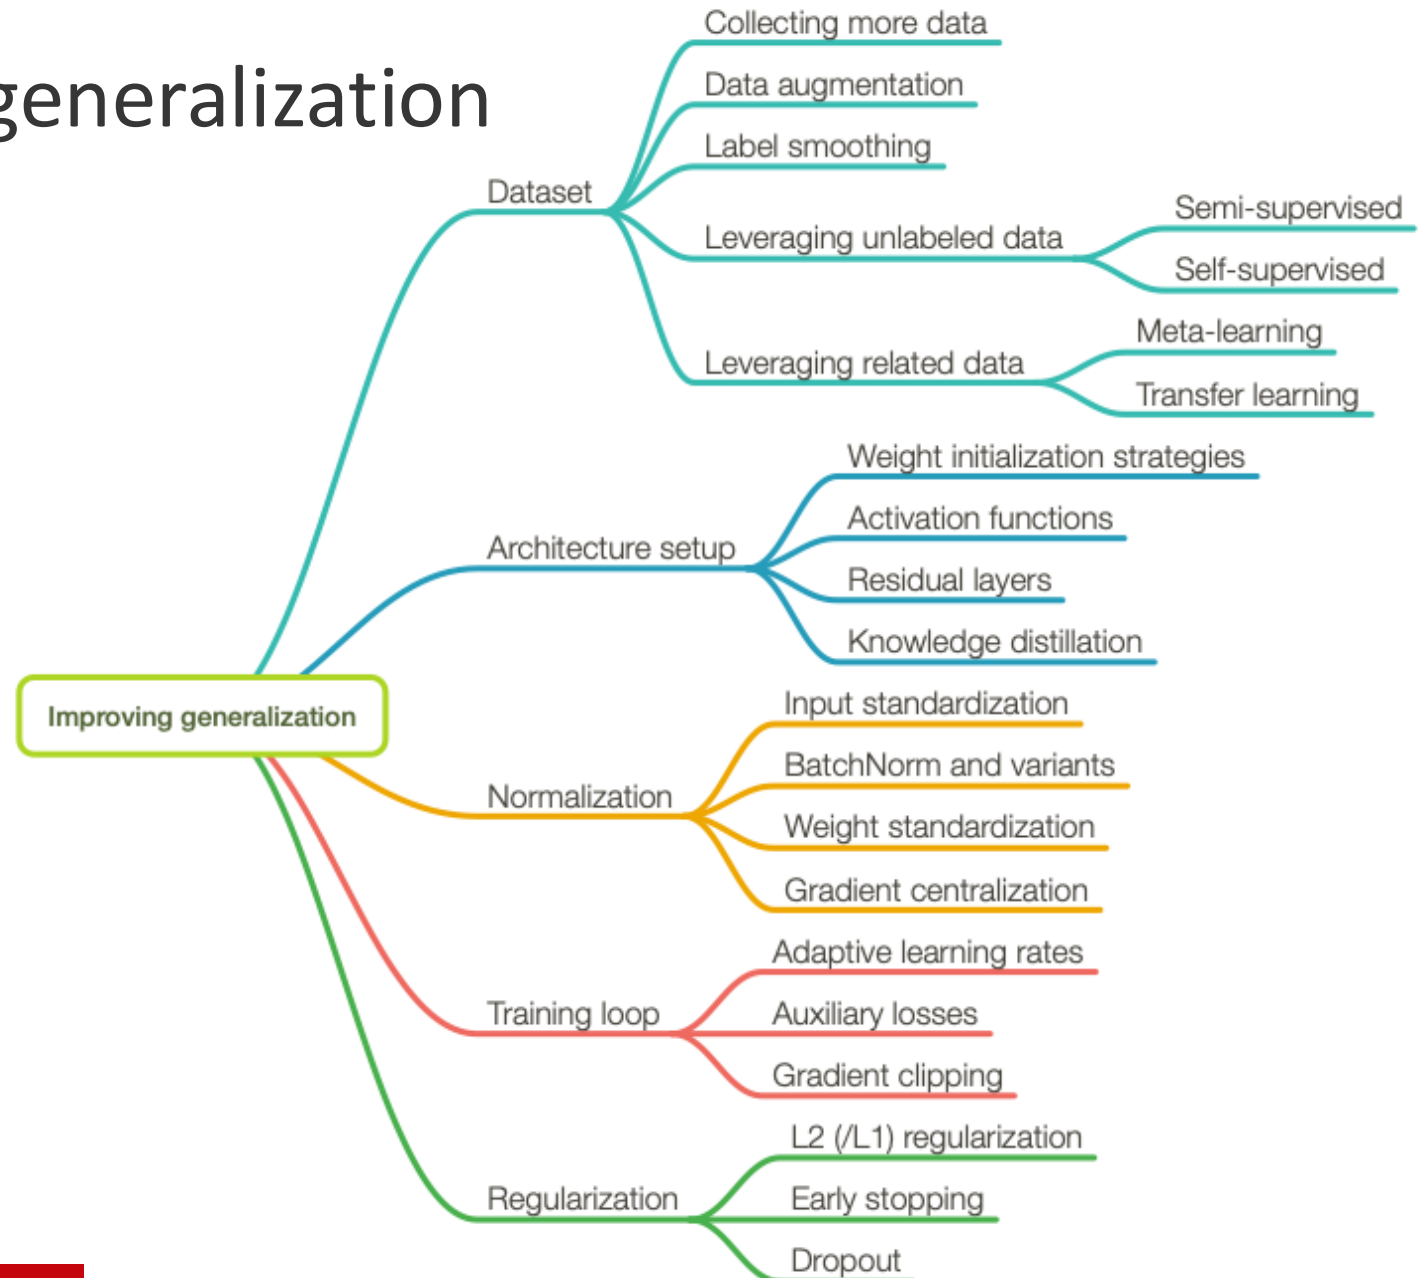 generalization
Collecting more data
Data augmentation
Label smoothing
Dataset
Semi-supervised
Leveraging unlabeled data
Self-supervised
Meta-learning
Leveraging related data
Transfer learning
Weight initialization strategies
Activation functions
Architecture setup
Residual layers
Knowledge distillation
Improving generalization
Input standardization
BatchNorm and variants
Normalization
Weight standardization
Gradient centralization
Adaptive learning rates
Training loop
Auxiliary losses
Gradient clipping
L2 (/L1) regularization
Regularization
Early stopping
Dropout